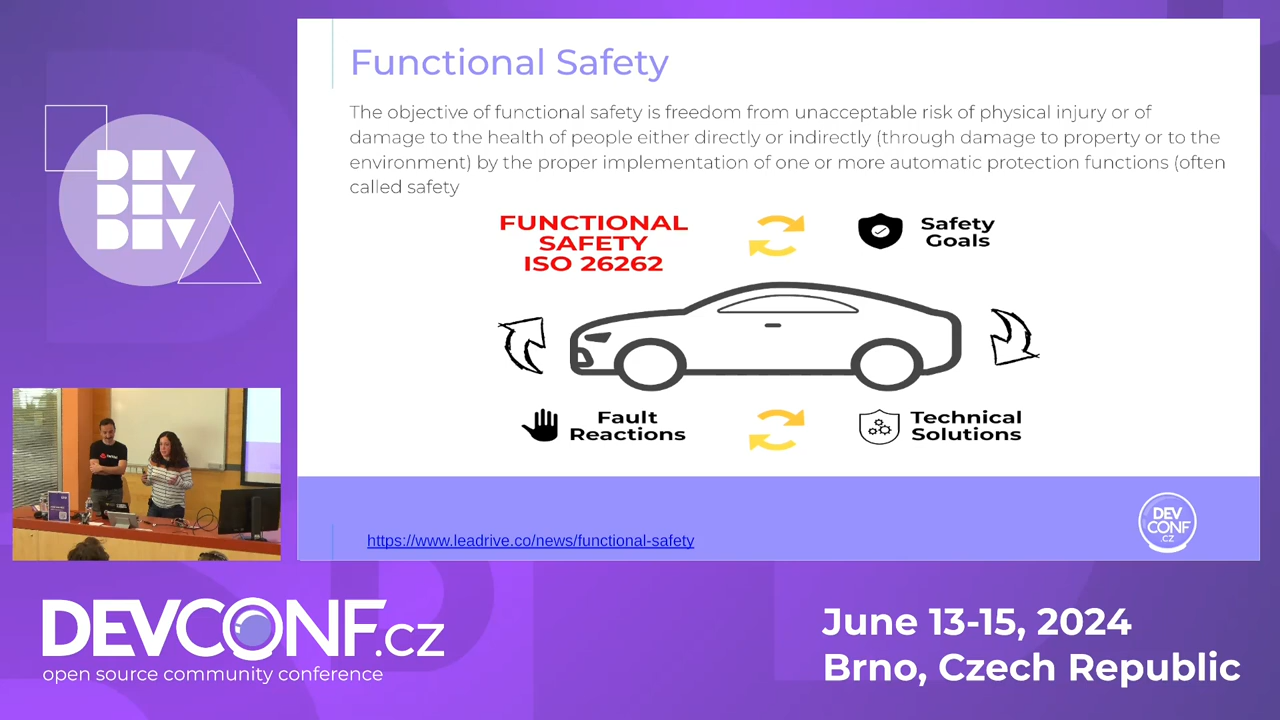 Functional Safety
The objective of functional safety is freedom from unacceptable risk of physical injury or of
damage to the health of people either directly or indirectly (through damage to property or to the
environment) by the proper implementation of one or more automatic protection functions (often
called safety
FUNCTIONAL
SAFETY
ISO 26262
Safety
Goals
Fault
Reactions
Technical
Solutions
https://www.leadrive.co/news/functional-safety
DEV
CONF
.CZ
DEV
DEV
DEV
DEVCONF.cz
open source community conference
June 13-15, 2024
Brno, Czech Republic